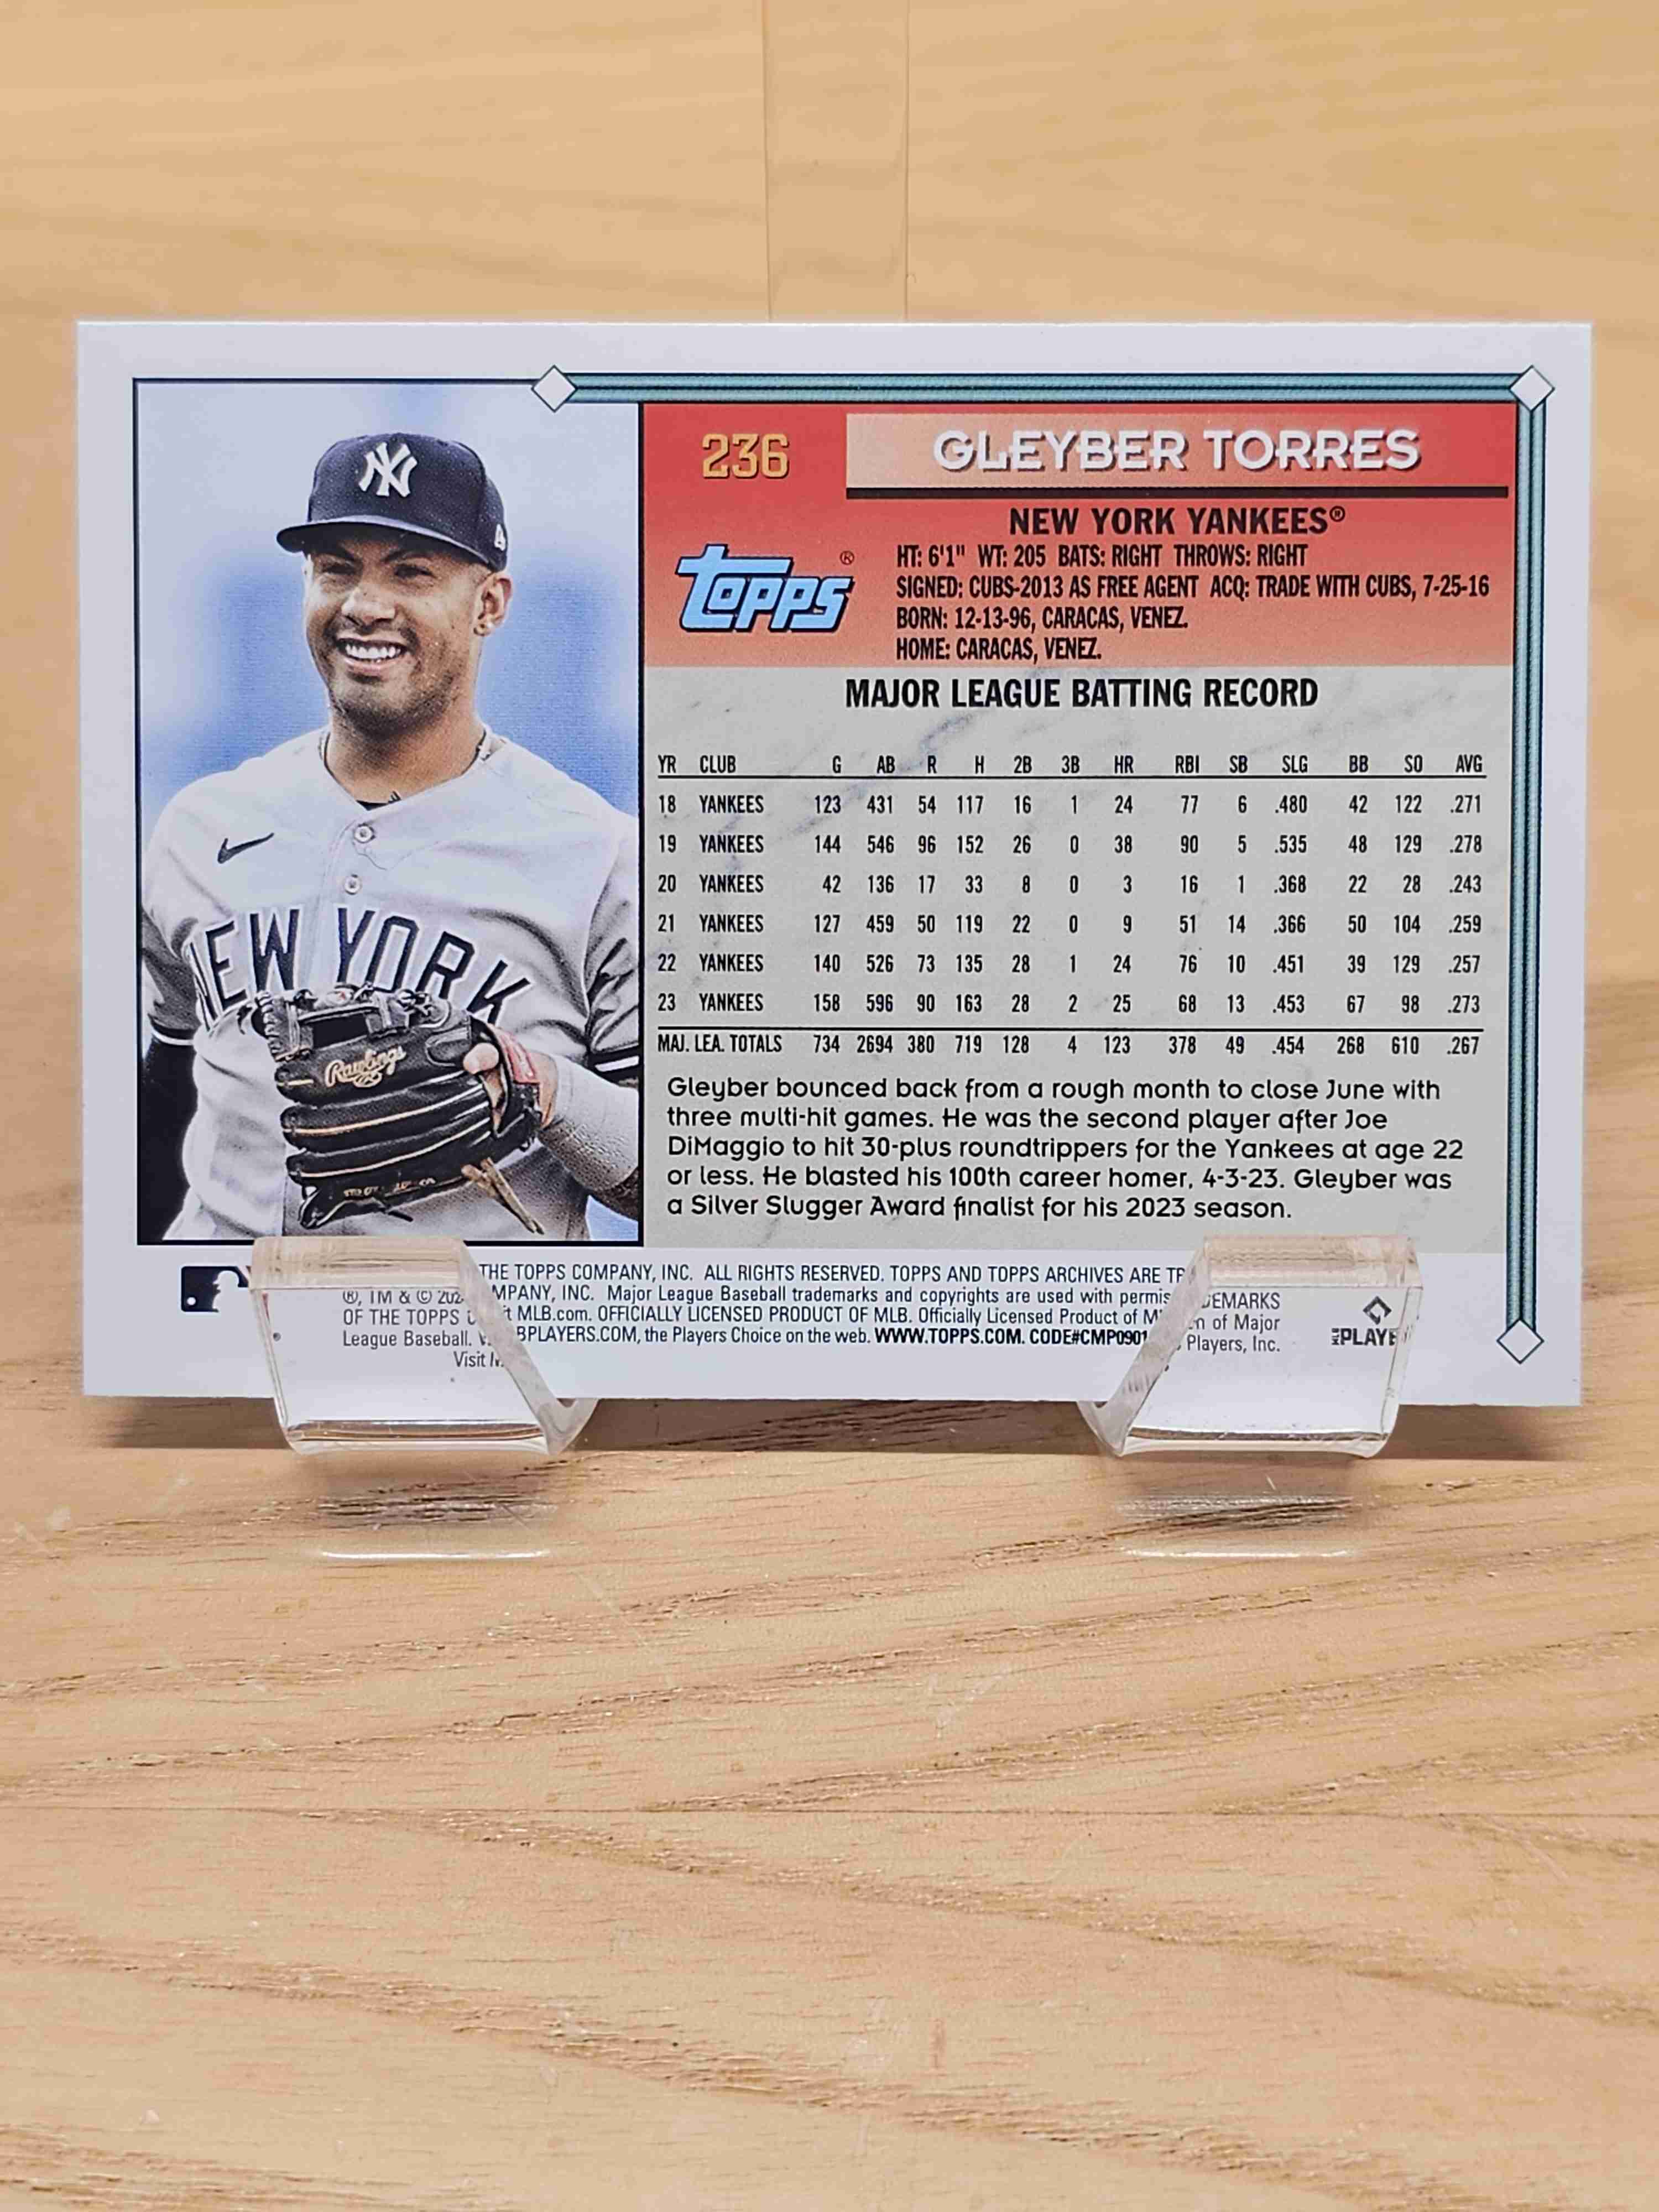 NY
NEW YORK
Rawlings
236
GLEYBER TORRES
NEW YORK YANKEES®
topps ®
HT: 6'1" WT: 205 BATS: RIGHT THROWS: RIGHT
SIGNED: CUBS-2013 AS FREE AGENT ACQ: TRADE WITH CUBS, 7-25-16
BORN: 12-13-96, CARACAS, VENEZ.
HOME: CARACAS, VENEZ.
MAJOR LEAGUE BATTING RECORD
YR CLUB G AB R H 2B 3B HR RBI SB SLG BB SO AVG
18 YANKEES 123 431 54 117 16 1 24 77 6 .480 42 122 .271
19 YANKEES 144 546 96 152 26 0 38 90 5 .535 48 129 .278
20 YANKEES 42 136 17 33 8 0 3 16 1 .368 22 28 .243
21 YANKEES 127 459 50 119 22 0 9 51 14 .366 50 104 .259
22 YANKEES 140 526 73 135 28 1 24 76 10 .451 39 129 .257
23 YANKEES 158 596 90 163 28 2 25 68 13 .453 67 98 .273
MAJ. LEA. TOTALS 734 2694 380 719 128 4 123 378 49 .454 268 610 .267
Gleyber bounced back from a rough month to close June with
three multi-hit games. He was the second player after Joe
DiMaggio to hit 30-plus roundtrippers for the Yankees at age 22
or less. He blasted his 100th career homer, 4-3-23. Gleyber was
a Silver Slugger Award finalist for his 2023 season.
®, TM & © THE TOPPS COMPANY, INC. ALL RIGHTS RESERVED. TOPPS AND TOPPS ARCHIVES ARE DEMARKS
OF THE TOPPS MPANY, INC. Major League Baseball trademarks and copyrights are used with permis n of Major
League Baseball. MLB.com. OFFICIALLY LICENSED PRODUCT OF MLB. Officially Licensed Product of Players, Inc.
Visit BPLAYERS.COM, the Players Choice on the web. WWW.TOPPS.COM. CODE#CMP0901
PLAYE